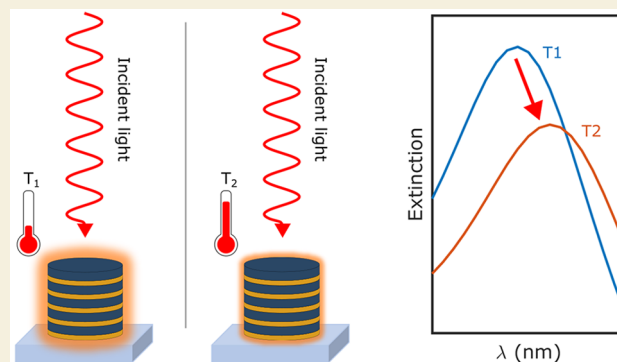 Incident light
T1
Incident light
T2
T1
T2
Extinction
λ (nm)